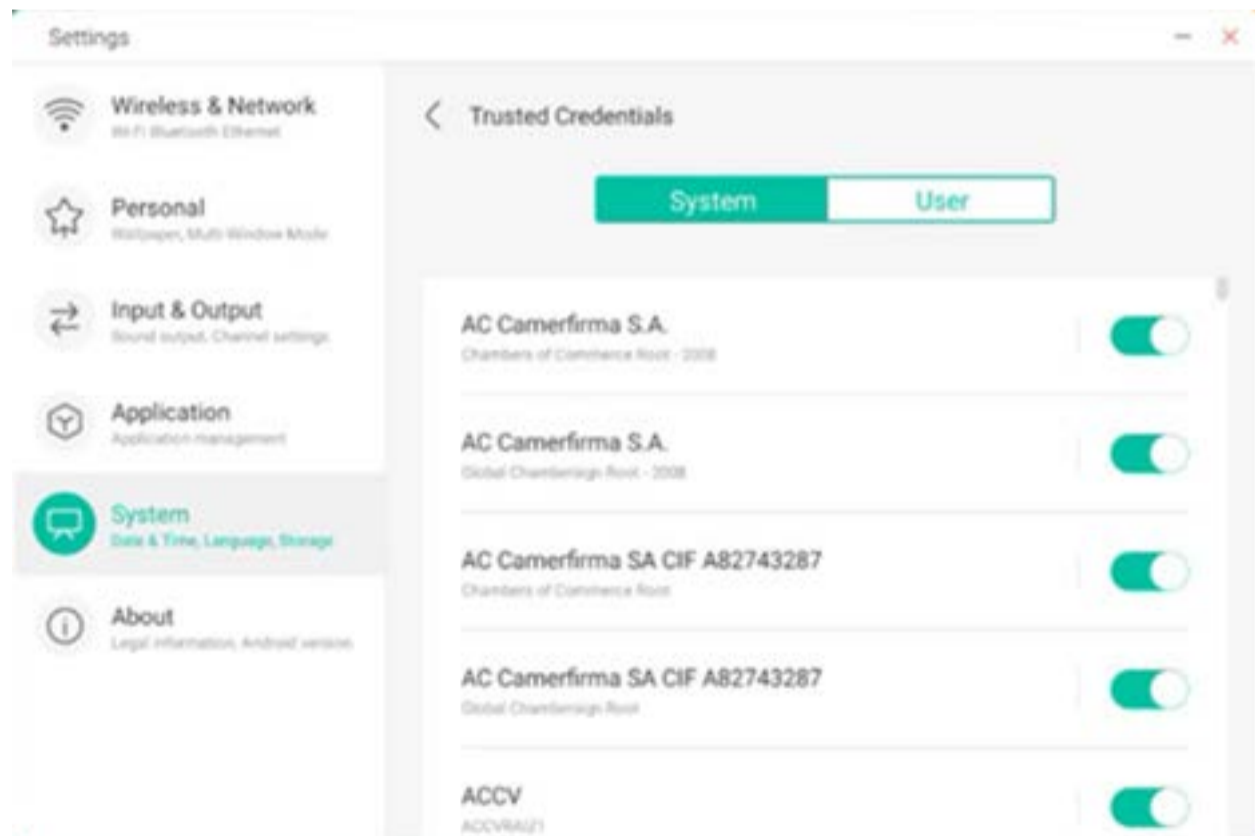 Settings
Wireless & Network
Wi-Fi Bluetooth Ethernet
Personal
Wallpaper, Multi-Window Mode
Input & Output
Sound output, Channel settings
Application
Application management
System
Date & Time, Language, Storage
About
Legal information, Android version
Trusted Credentials
System
User
AC Camerfirma S.A.
Chambers of Commerce Root - 2008
AC Camerfirma S.A.
Global Chambersign Root - 2008
AC Camerfirma SA CIF A82743287
Chambers of Commerce Root
AC Camerfirma SA CIF A82743287
Global Chambersign Root
ACCV
ACCVRAIZ1